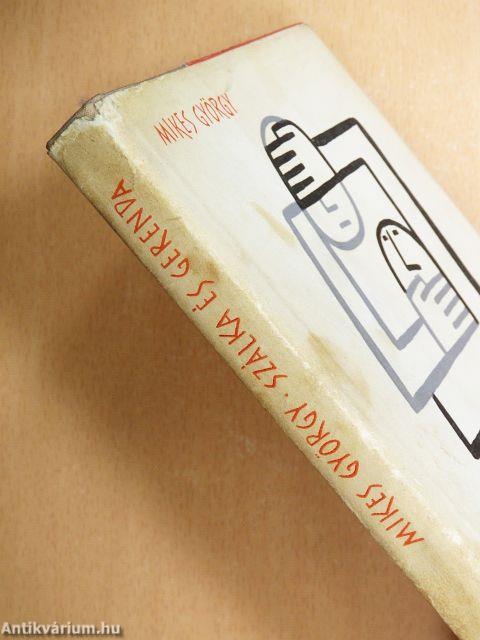 MIKES GYÖRGY
MIKES GYÖRGY · SZÁLKA ÉS GERENDA
Antikvárium.hu